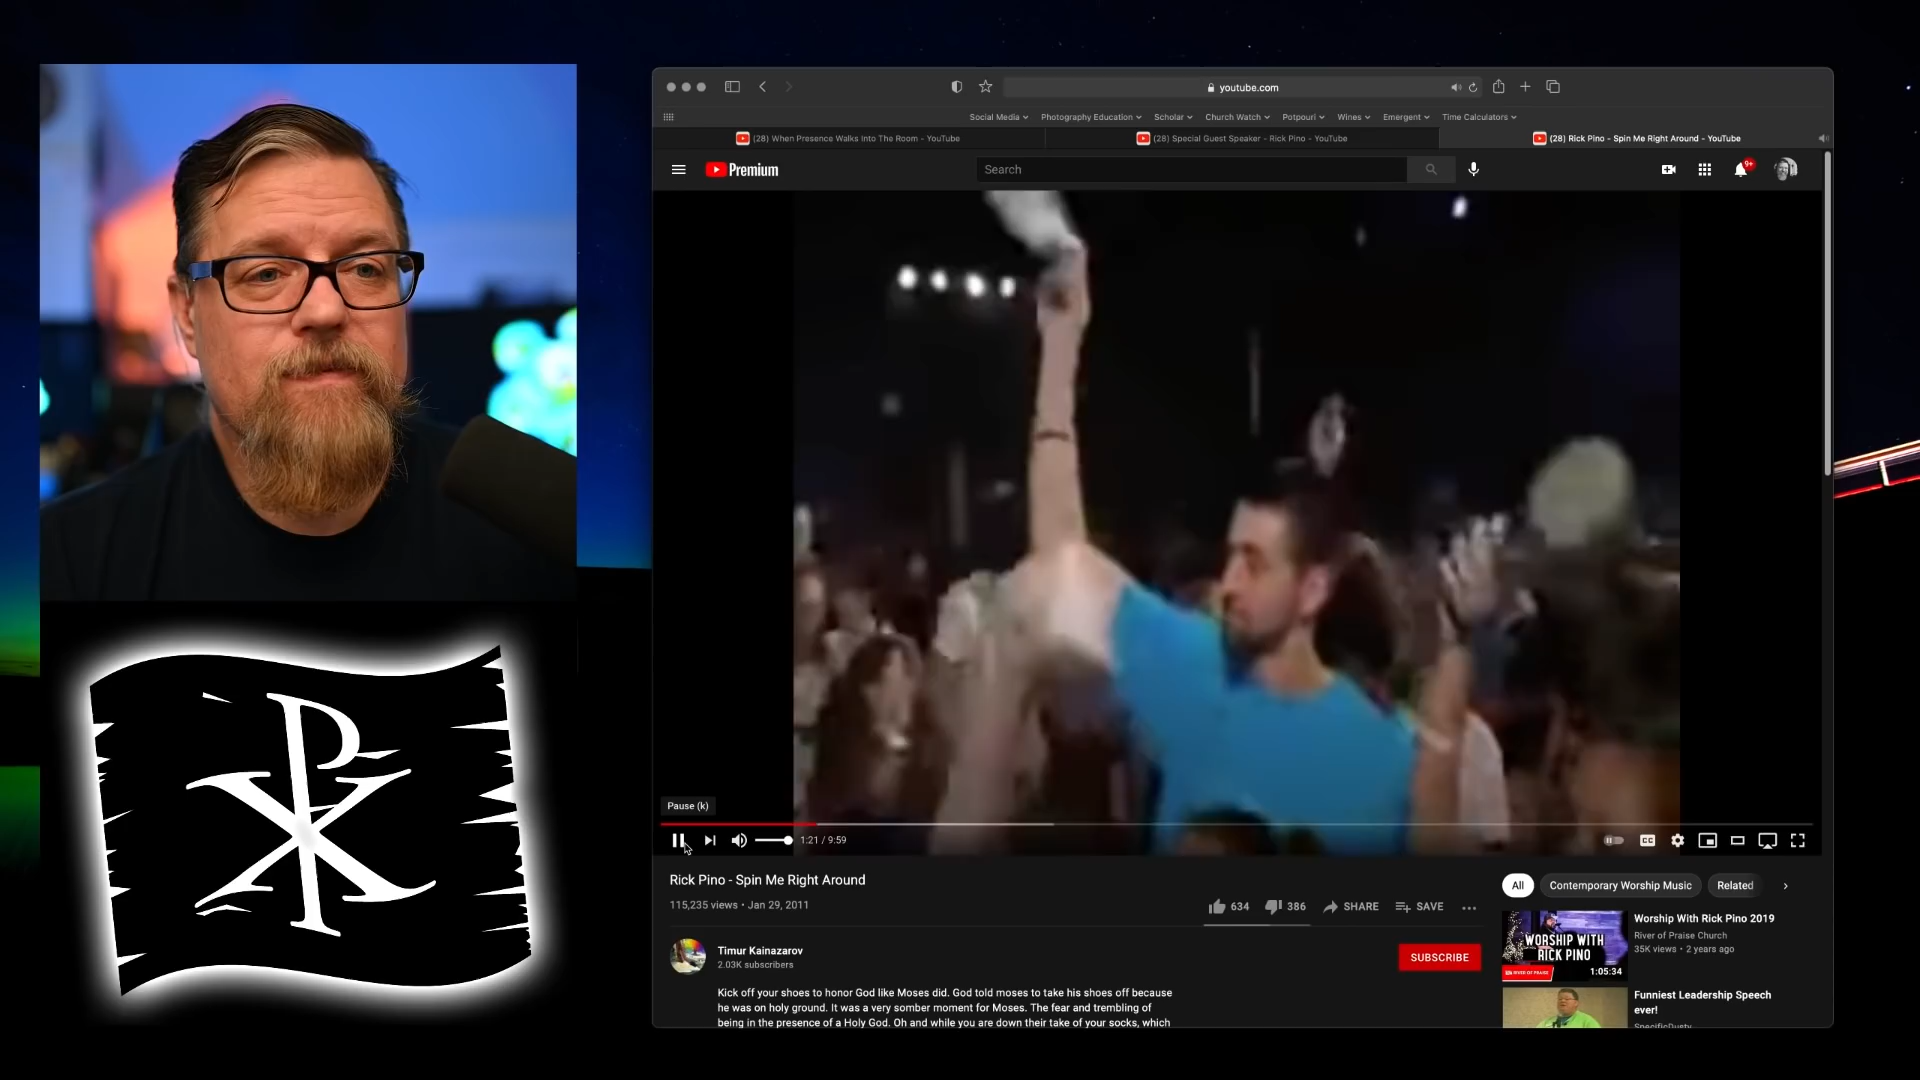 youtube.com
Social Media Photography Education Scholar Church Watch Potpouri Wines Emergent Time Calculators
(28) When Presence Walks Into The Room - YouTube (28) Special Guest Speaker - Rick Pino - YouTube (28) Rick Pino - Spin Me Right Around - YouTube
Premium Search 9+
Pause (k)
1:21 / 9:59 CC
Rick Pino - Spin Me Right Around
115,235 views • Jan 29, 2011
634 386 SHARE SAVE
Timur Kainazarov
2.03K subscribers
SUBSCRIBE
Kick off your shoes to honor God like Moses did. God told moses to take his shoes off because
he was on holy ground. It was a very somber moment for Moses. The fear and trembling of
being in the presence of a Holy God. Oh and while you are down their take of your socks, which
All Contemporary Worship Music Related
WORSHIP WITH
RICK PINO
RIVER OF PRAISE
1:05:34
Worship With Rick Pino 2019
River of Praise Church
35K views • 2 years ago
Funniest Leadership Speech
ever!
SpecificDusty